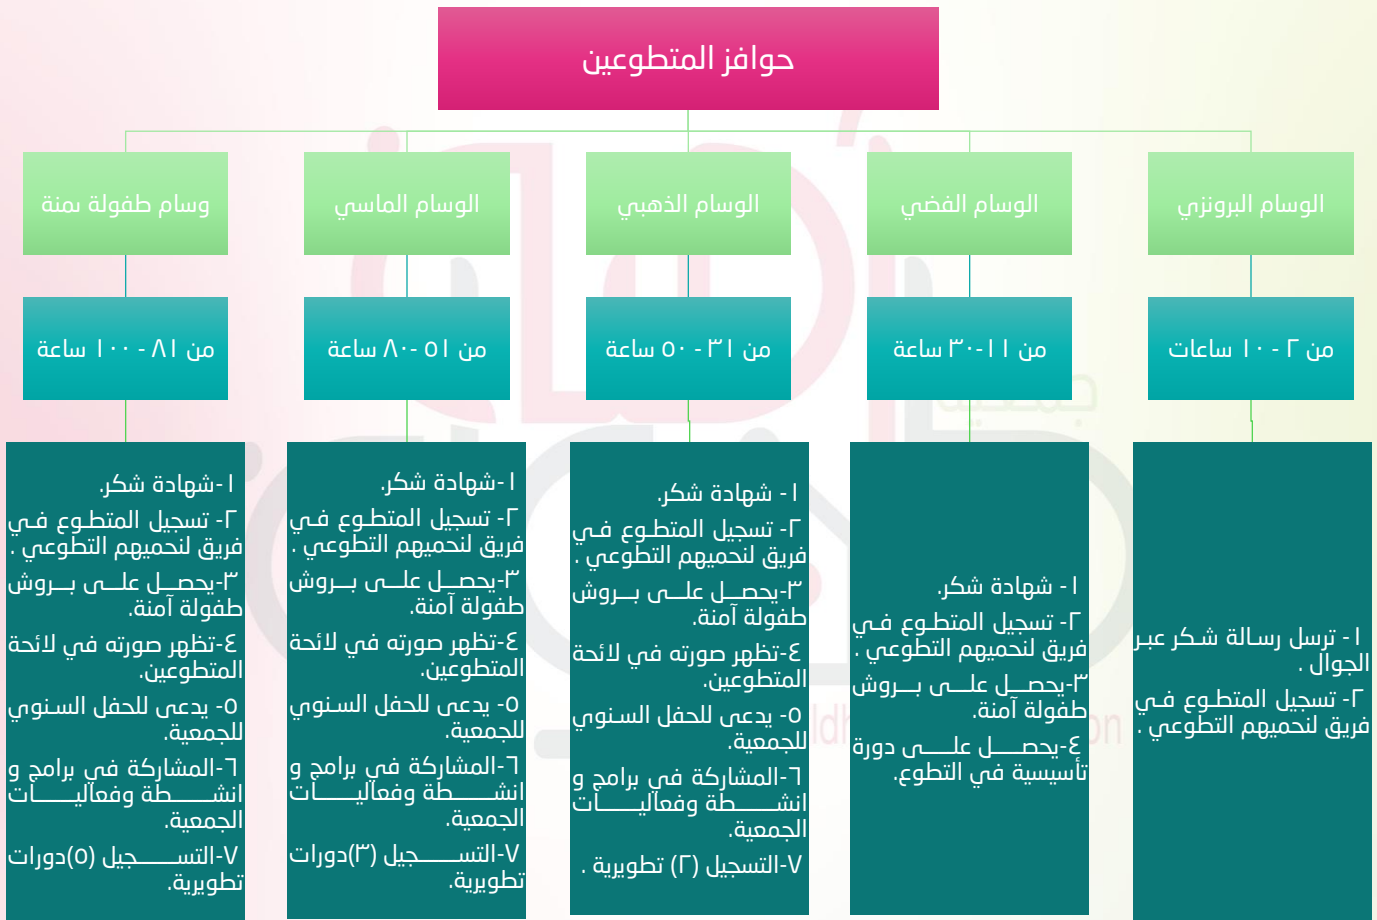 حوافز المتطوعين
الوسام البرونزي
الوسام الفضي
الوسام الذهبي
الوسام الماسي
وسام طفولة ىمنة
من ٢ - ١٠ ساعات
من ١١ -٣٠ ساعة
من ٣١ - ٥٠ ساعة
من ٥١ -٨٠ ساعة
من ٨١ - ١٠٠ ساعة
١- ترسل رسالة شكر عبر
الجوال .
٢- تسجيل المتطوع في
فريق لنحميهم التطوعي .
١- شهادة شكر.
٢- تسجيل المتطوع في
فريق لنحميهم التطوعي .
٣-يحصل على بروش
طفولة آمنة.
٤-يحصل على دورة
تأسيسية في التطوع.
١- شهادة شكر.
٢- تسجيل المتطوع في
فريق لنحميهم التطوعي .
٣-يحصل على بروش
طفولة آمنة.
٤-تظهر صورته في لائحة
المتطوعين.
٥- يدعى للحفل السنوي
للجمعية.
٦-المشاركة في برامج و
انشطة وفعاليات
الجمعية.
٧-التسجيل (٢) تطويرية .
١-شهادة شكر.
٢- تسجيل المتطوع في
فريق لنحميهم التطوعي .
٣-يحصل على بروش
طفولة آمنة.
٤-تظهر صورته في لائحة
المتطوعين.
٥- يدعى للحفل السنوي
للجمعية.
٦-المشاركة في برامج و
انشطة وفعاليات
الجمعية.
٧-التسجيل (٣)دورات
تطويرية.
١-شهادة شكر.
٢- تسجيل المتطوع في
فريق لنحميهم التطوعي .
٣-يحصل على بروش
طفولة آمنة.
٤-تظهر صورته في لائحة
المتطوعين.
٥- يدعى للحفل السنوي
للجمعية.
٦-المشاركة في برامج و
انشطة وفعاليات
الجمعية.
٧-التسجيل (٥)دورات
تطويرية.